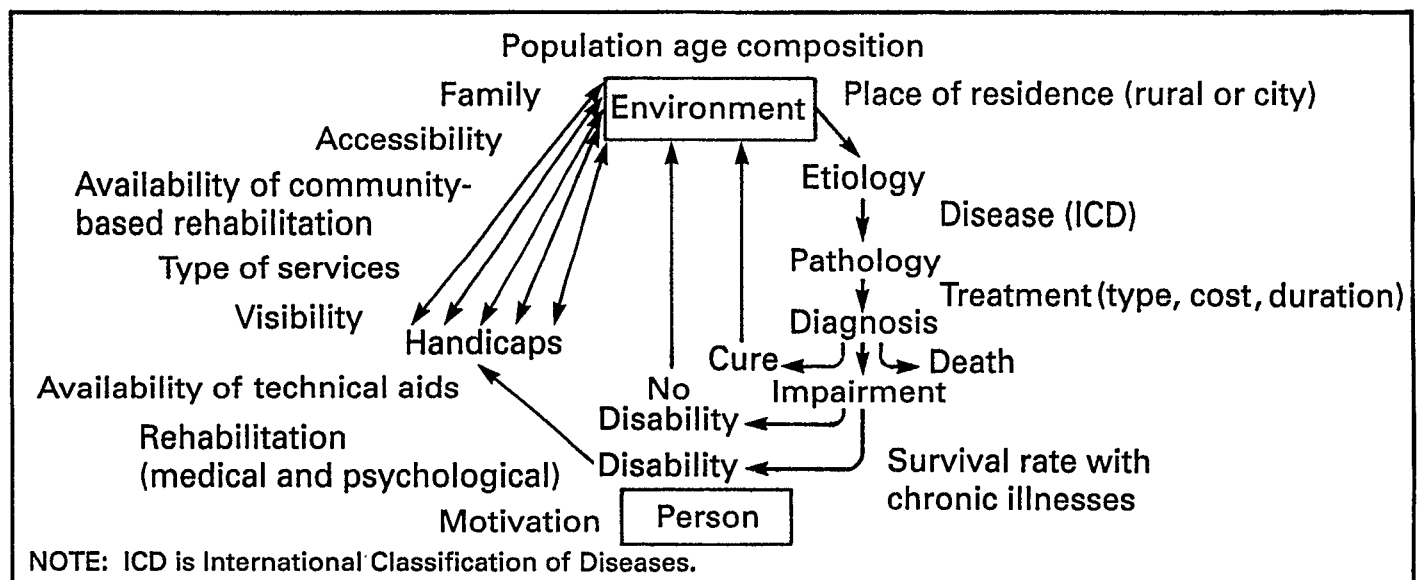 Population age composition
Family
Environment
Place of residence (rural or city)
Accessibility
Etiology
Availability of community-
based rehabilitation
Disease (ICD)
Pathology
Type of services
Treatment (type, cost, duration)
Visibility
Diagnosis
Handicaps
Cure
Death
Availability of technical aids
No
Disability
Impairment
Rehabilitation
(medical and psychological)
Disability
Survival rate with
chronic illnesses
Motivation
Person
NOTE: ICD is International Classification of Diseases.